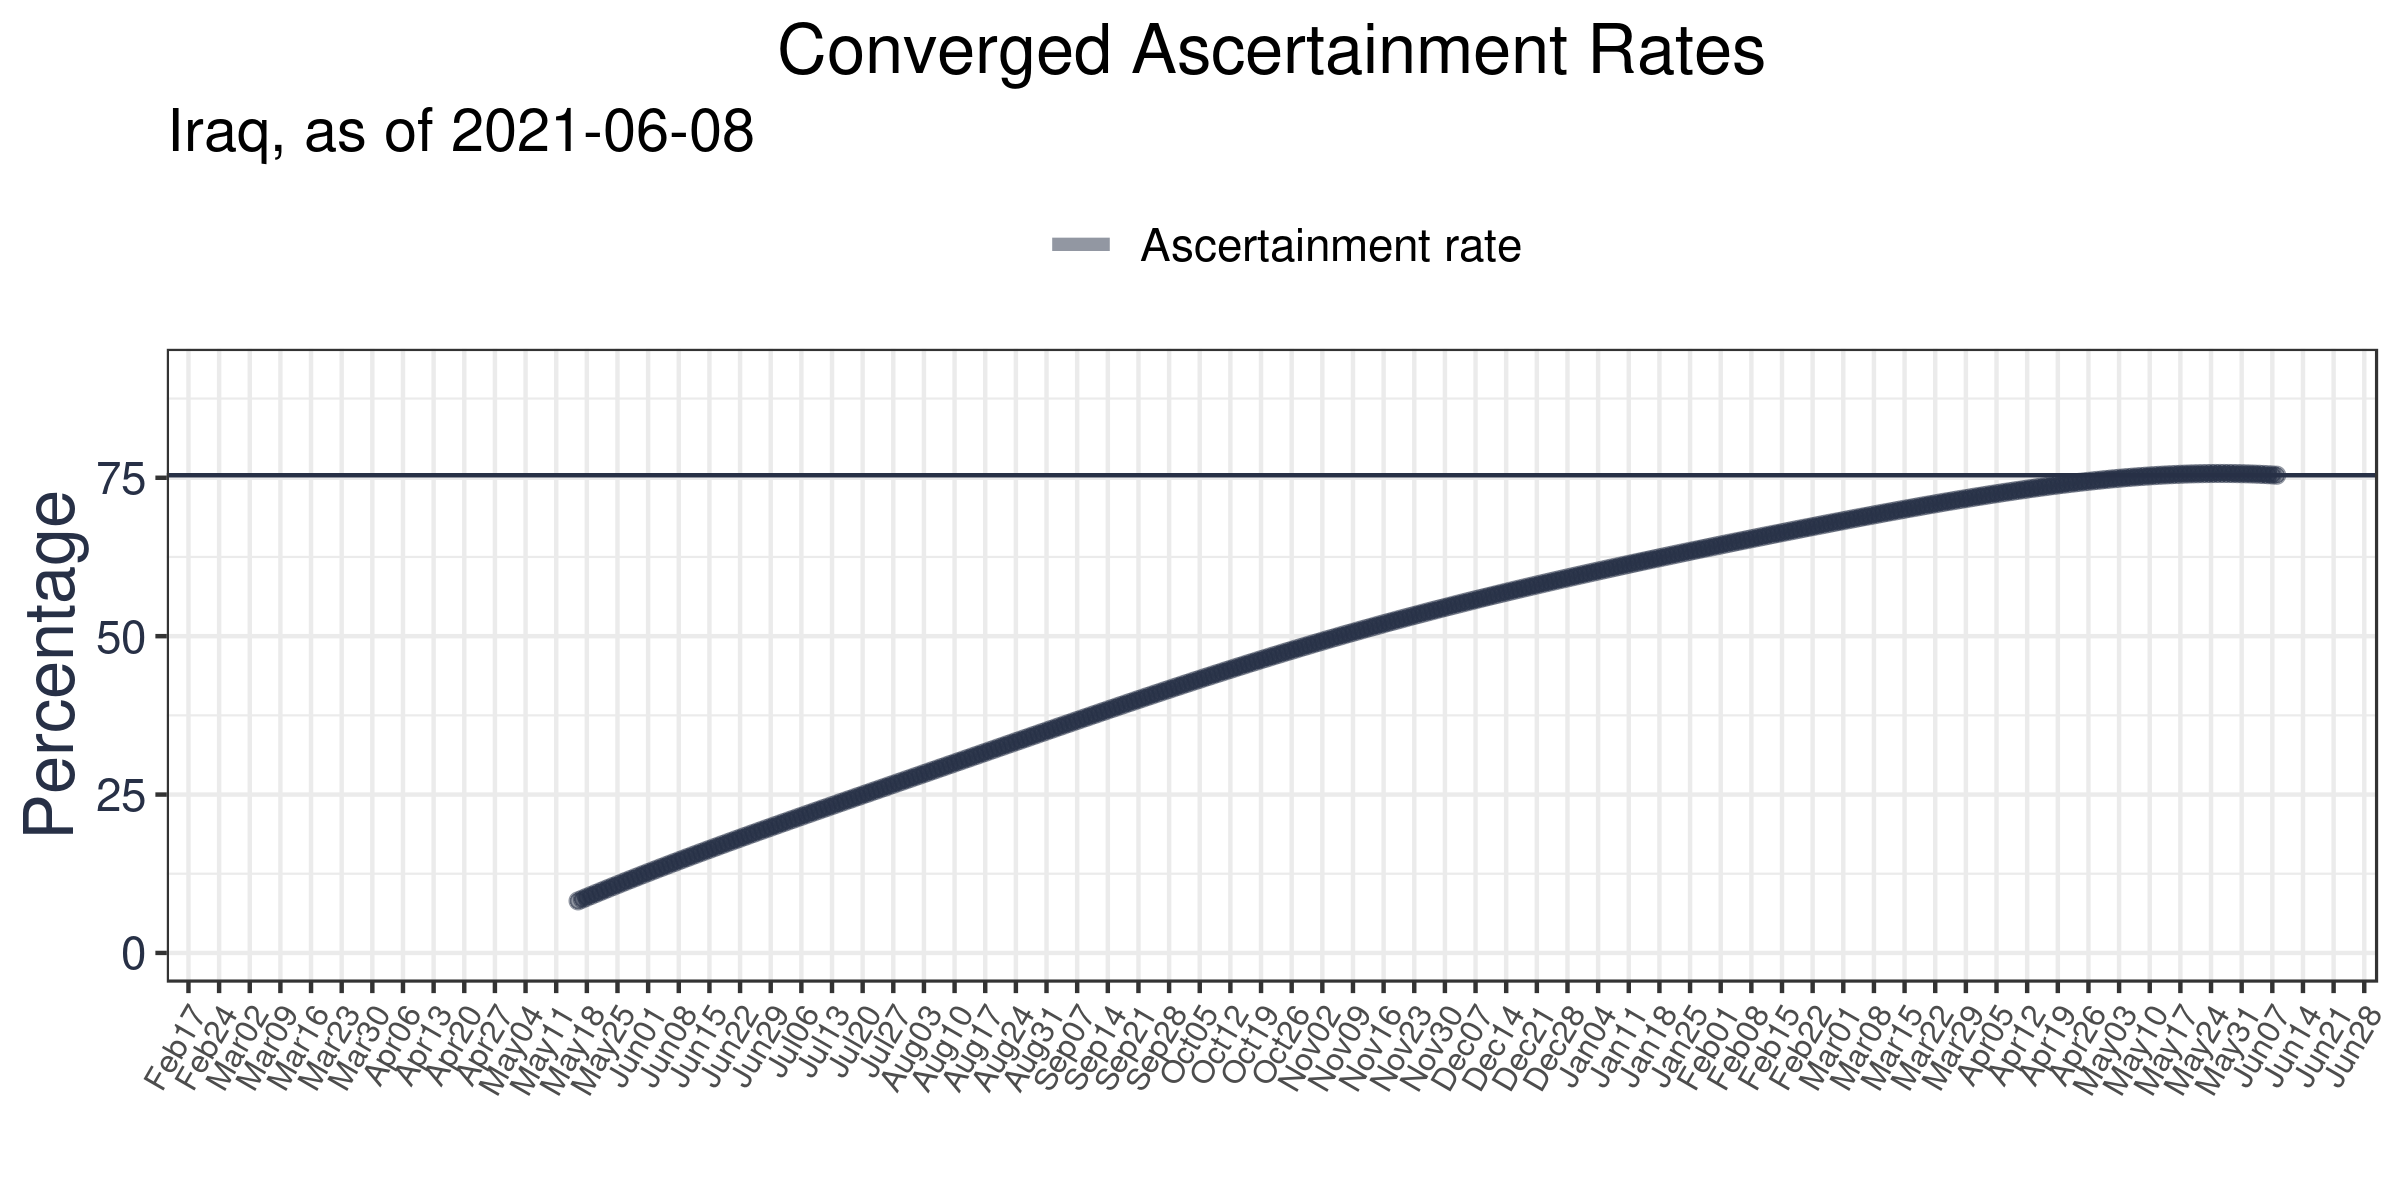 Converged Ascertainment Rates
Iraq, as of 2021-06-08
Ascertainment rate
Percentage
75
50
25
0
Feb17 Feb24 Mar02 Mar09 Mar16 Mar23 Mar30 Apr06 Apr13 Apr20 Apr27 May04 May11 May18 May25 Jun01 Jun08 Jun15 Jun22 Jun29 Jul06 Jul13 Jul20 Jul27 Aug03 Aug10 Aug17 Aug24 Aug31 Sep07 Sep14 Sep21 Sep28 Oct05 Oct12 Oct19 Oct26 Nov02 Nov09 Nov16 Nov23 Nov30 Dec07 Dec14 Dec21 Dec28 Jan04 Jan11 Jan18 Jan25 Feb01 Feb08 Feb15 Feb22 Mar01 Mar08 Mar15 Mar22 Mar29 Apr05 Apr12 Apr19 Apr26 May03 May10 May17 May24 May31 Jun07 Jun14 Jun21 Jun28